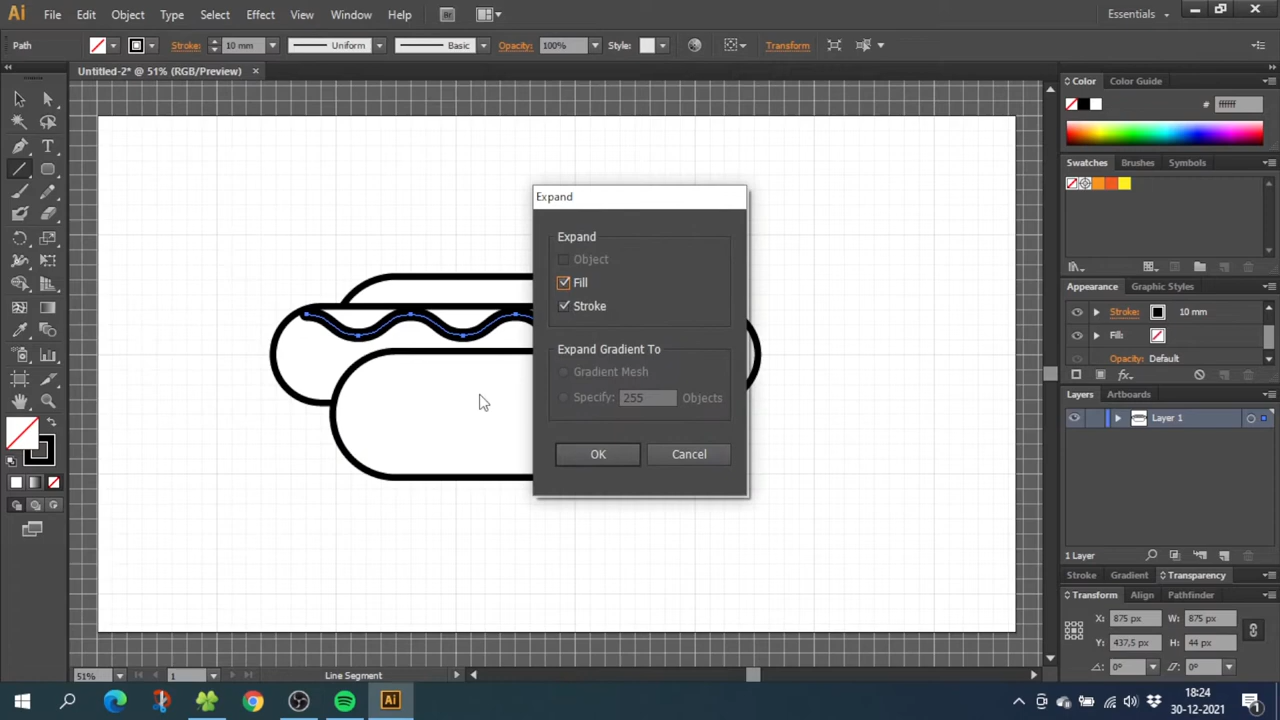 Ai File Edit Object Type Select Effect View Window Help Br Essentials
Path Stroke: 10 mm Uniform Basic Opacity: 100% Style: Transform
Untitled-2* @ 51% (RGB/Preview)
Color Color Guide
# ffffff
Swatches Brushes Symbols
Expand
Expand
Object
Fill
Stroke
Expand Gradient To
Gradient Mesh
Specify: 255 Objects
OK Cancel
Appearance Graphic Styles
Stroke: 10 mm
Fill:
Opacity: Default
fx
Layers Artboards
Layer 1
1 Layer
Stroke Gradient Transparency
Transform Align Pathfinder
X: 875 px W: 875 px
Y: 437,5 px H: 44 px
0° 0°
51% 1 Line Segment
Ai
18:24
30-12-2021
1